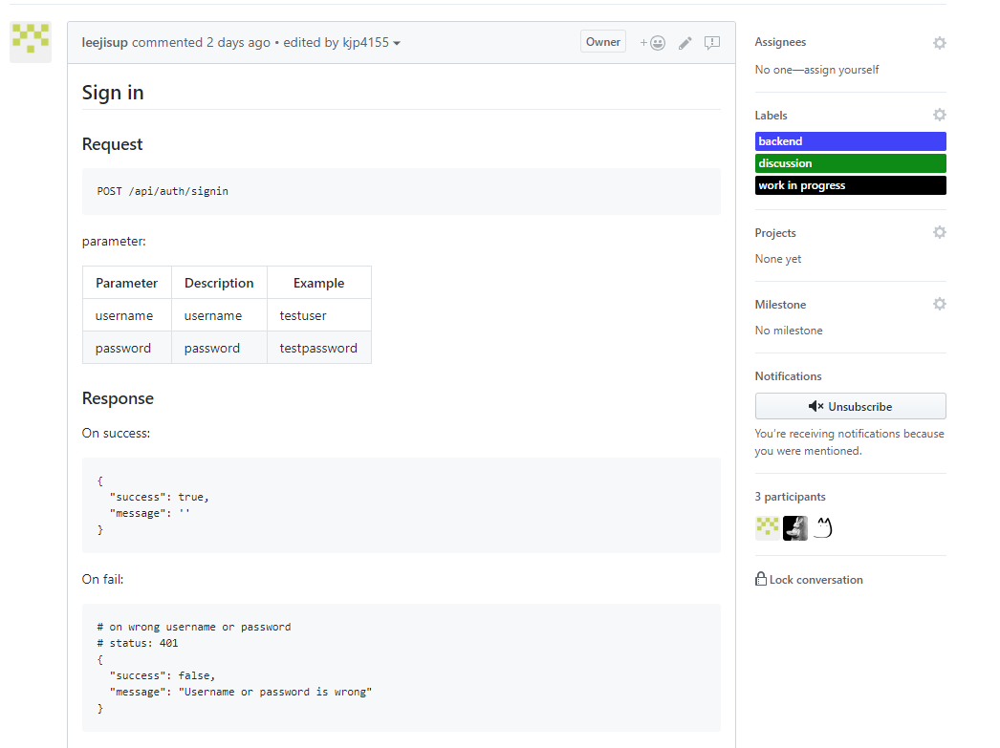 leejisup commented 2 days ago • edited by kjp4155
Owner
Sign in
Request
POST /api/auth/signin
parameter:
Parameter Description Example
username username testuser
password password testpassword
Response
On success:
{
  "success": true,
  "message": ''
}
On fail:
# on wrong username or password
# status: 401
{
  "success": false,
  "message": "Username or password is wrong"
}
Assignees
No one—assign yourself
Labels
backend
discussion
work in progress
Projects
None yet
Milestone
No milestone
Notifications
Unsubscribe
You're receiving notifications because
you were mentioned.
3 participants
Lock conversation